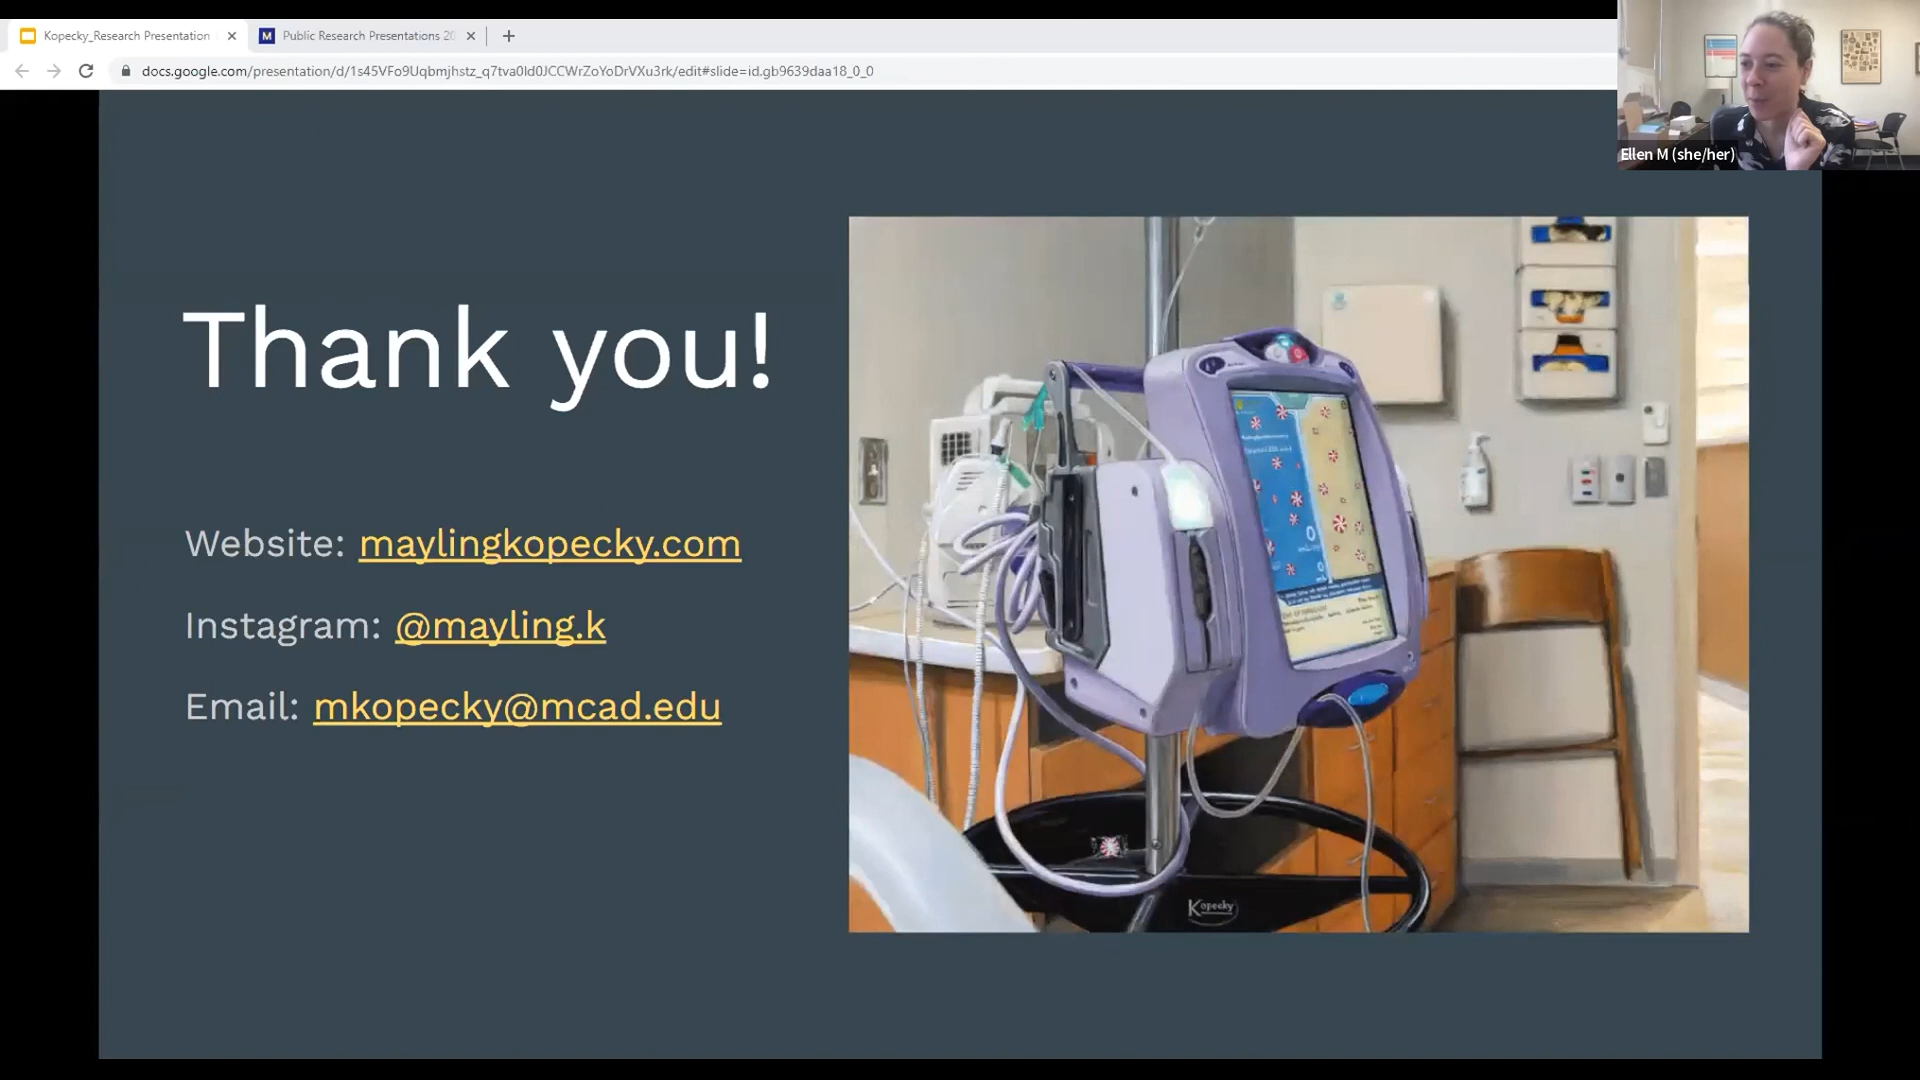 Kopecky_Research Presentation
Public Research Presentations 20
docs.google.com/presentation/d/1s45VFo9Uqbmjhstz_q7tva0ld0JCCWrZoYoDrVXu3rk/edit#slide=id.gb9639daa18_0_0
Ellen M (she/her)
Thank you!
Website: maylingkopecky.com
Instagram: @mayling.k
Email: mkopecky@mcad.edu
Kopecky